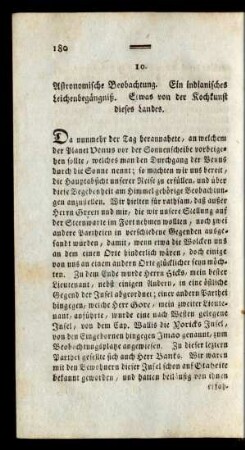 180
10.
Astronomische Beobachtung. Ein indianisches
Leichenbegängniß. Etwas von der Kochkunst
dieses Landes.
Da nunmehr der Tag herannahete, an welchem
der Planet Venus vor der Sonnenscheibe vorbeige-
hen sollte, welches man den Durchgang der Venus
durch die Sonne nennt; so machten wir uns bereit,
die Hauptabsicht unserer Reise zu erfüllen, und über
diese Begebenheit am Himmel gehörige Beobachtun-
gen anzustellen. Wir hielten für rathsam, daß außer
Herrn Green und mir, die wir unsere Stellung auf
der Sternwarte im Fort nehmen wollten, noch zwei
andere Partheien in verschiedene Gegenden ausge-
sandt würden, damit, wenn etwa die Wolken uns an
dem einen Orte hinderlich wären, doch einige
von uns an einem andern Orte glücklicher seyn möch-
ten. Zu dem Ende wurde Herr Hicks, mein bester
Lieutenant, nebst einigen Andern, in eine östliche
Gegend der Insel abgeordnet; einer andern Parthei
hingegen, welche Herr Gore, mein zweiter Lieute-
nant, anführte, wurde eine nach Westen gelegene
Insel, von dem Cap. Wallis die Yorks Insel,
von den Eingebornen hingegen Imao genannt, zum
Beobachtungsplatze angewiesen. Zu dieser letztern
Parthei gesellte sich auch Herr Banks. Wir waren
mit den Bewohnern dieser Insel schon auf Otaheite
bekannt geworden, und hatten beiläufig von ihnen